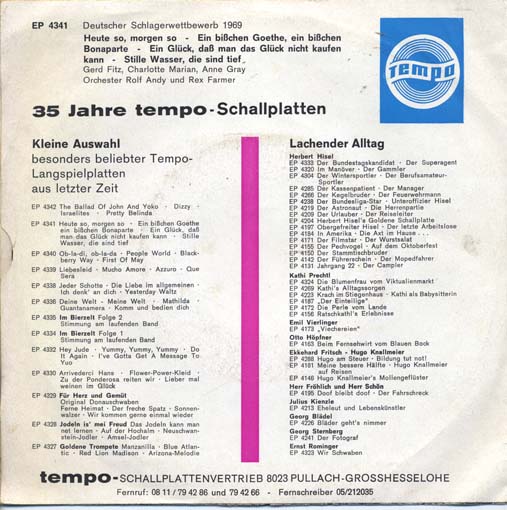 EP 4341 Deutscher Schlagerwettbewerb 1969
Heute so, morgen so - Ein bißchen Goethe, ein bißchen
Bonaparte - Ein Glück, daß man das Glück nicht kaufen
kann - Stille Wasser, die sind tief
Gerd Fitz, Charlotte Marian, Anne Gray
Orchester Rolf Andy und Rex Farmer
tempo
35 Jahre tempo-Schallplatten
Kleine Auswahl
besonders beliebter Tempo-
Langspielplatten
aus letzter Zeit
EP 4342 The Ballad Of John And Yoko · Dizzy ·
Israelites · Pretty Belinda
EP 4341 Heute so, morgen so · Ein bißchen Goethe
ein bißchen Bonaparte · Ein Glück, daß
man das Glück nicht kaufen kann · Stille
Wasser, die sind tief
EP 4340 Ob-la-di, ob-la-da · People World · Black-
berry Way · First Of May
EP 4339 Liebesleid · Mucho Amore · Azzuro · Que
Sera
EP 4338 Jeder Schotte · Die Liebe im allgemeinen ·
Ich denk' an dich · Yesterday Waltz
EP 4336 Deine Welt - Meine Welt · Mathilda ·
Guantanamera · Komm und bedien dich
EP 4335 Im Bierzelt Folge 2
Stimmung am laufenden Band
EP 4334 Im Bierzelt Folge 1
Stimmung am laufenden Band
EP 4332 Hey Jude · Yummy, Yummy, Yummy · Do
It Again · I've Gotta Get A Message To
You
EP 4330 Arrivederci Hans · Flower-Power-Kleid ·
Zu der Ponderosa reiten wir · Lieber mal
weinen im Glück
EP 4329 Für Herz und Gemüt
Original Donauschwaben
Ferne Heimat · Der freche Spatz · Sonnen-
walzer · Wir kommen gerne einmal wieder
EP 4328 Jodeln is' mei Freud Das Jodeln kann man
net lernen · Auf der Hochalm · Neuschwan-
stein-Jodler · Amsel-Jodler
EP 4327 Goldene Trompete Manzanilla · Blue Atlan-
tic · Red Lion Madison · Arizona-Melodie
Lachender Alltag
Herbert Hisel
EP 4333 Der Bundestagskandidat · Der Superagent
EP 4320 Im Manöver · Der Gammler
EP 4304 Der Wintersportler · Der Berufsamateur-
Sportler
EP 4285 Der Kassenpatient · Der Manager
EP 4266 Der Kegelbruder · Der Feuerwehrmann
EP 4238 Der Bundesliga-Star · Unteroffizier Hisel
EP 4219 Der Astronaut · Die Herrenpartie
EP 4209 Der Urlauber · Der Reiseleiter
EP 4204 Hisel's Goldene Schallplatte
EP 4197 Obergefreiter Hisel · Der letzte Arbeitslose
EP 4184 In Amerika · Die Axt im Hause . . .
EP 4171 Der Filmstar · Der Wurstsalat
EP 4155 Der Pechvogel · Auf dem Oktoberfest
EP 4150 Der Stammtischbruder
EP 4142 Der Führerschein · Der Mopedfahrer
EP 4131 Jahrgang 22 · Der Campier
Kathi Prechtl
EP 4324 Die Blumenfrau vom Viktualienmarkt
EP 4269 Kathi's Alltagssorgen
EP 4223 Krach im Stiegenhaus · Kathi als Babysitterin
EP 4187 „Der Einteilige"
EP 4172 Die Perle vom Lande
EP 4156 Ratschkathl's Erlebnisse
Emil Vierlinger
EP 4173 „Viechereien"
Otto Höpfner
EP 4163 Beim Fernsehwirt vom Blauen Bock
Ekkehard Fritsch - Hugo Knallmeier
EP 4288 Hugo am Steuer · Bildung tut not!
EP 4181 Meine bessere Hälfte · Hugo Knallmeier
auf Reisen
EP 4146 Hugo Knallmeier's Mollengeflüster
Herr Fröhlich und Herr Schön
EP 4195 Doof bleibt doof · Der Fahrschreck
Julius Kienzle
EP 4213 Eheleut und Lebenskünstler
Georg Blädel
EP 4226 Bläder geht's nimmer
Georg Sternberg
EP 4241 Der Fotograf
Ernst Rominger
EP 4323 Wir Schwaben
tempo-SCHALLPLATTENVERTRIEB 8023 PULLACH-GROSSHESSELOHE
Fernruf: 08 11 / 79 42 86 und 79 42 66 - Fernschreiber 05/212035